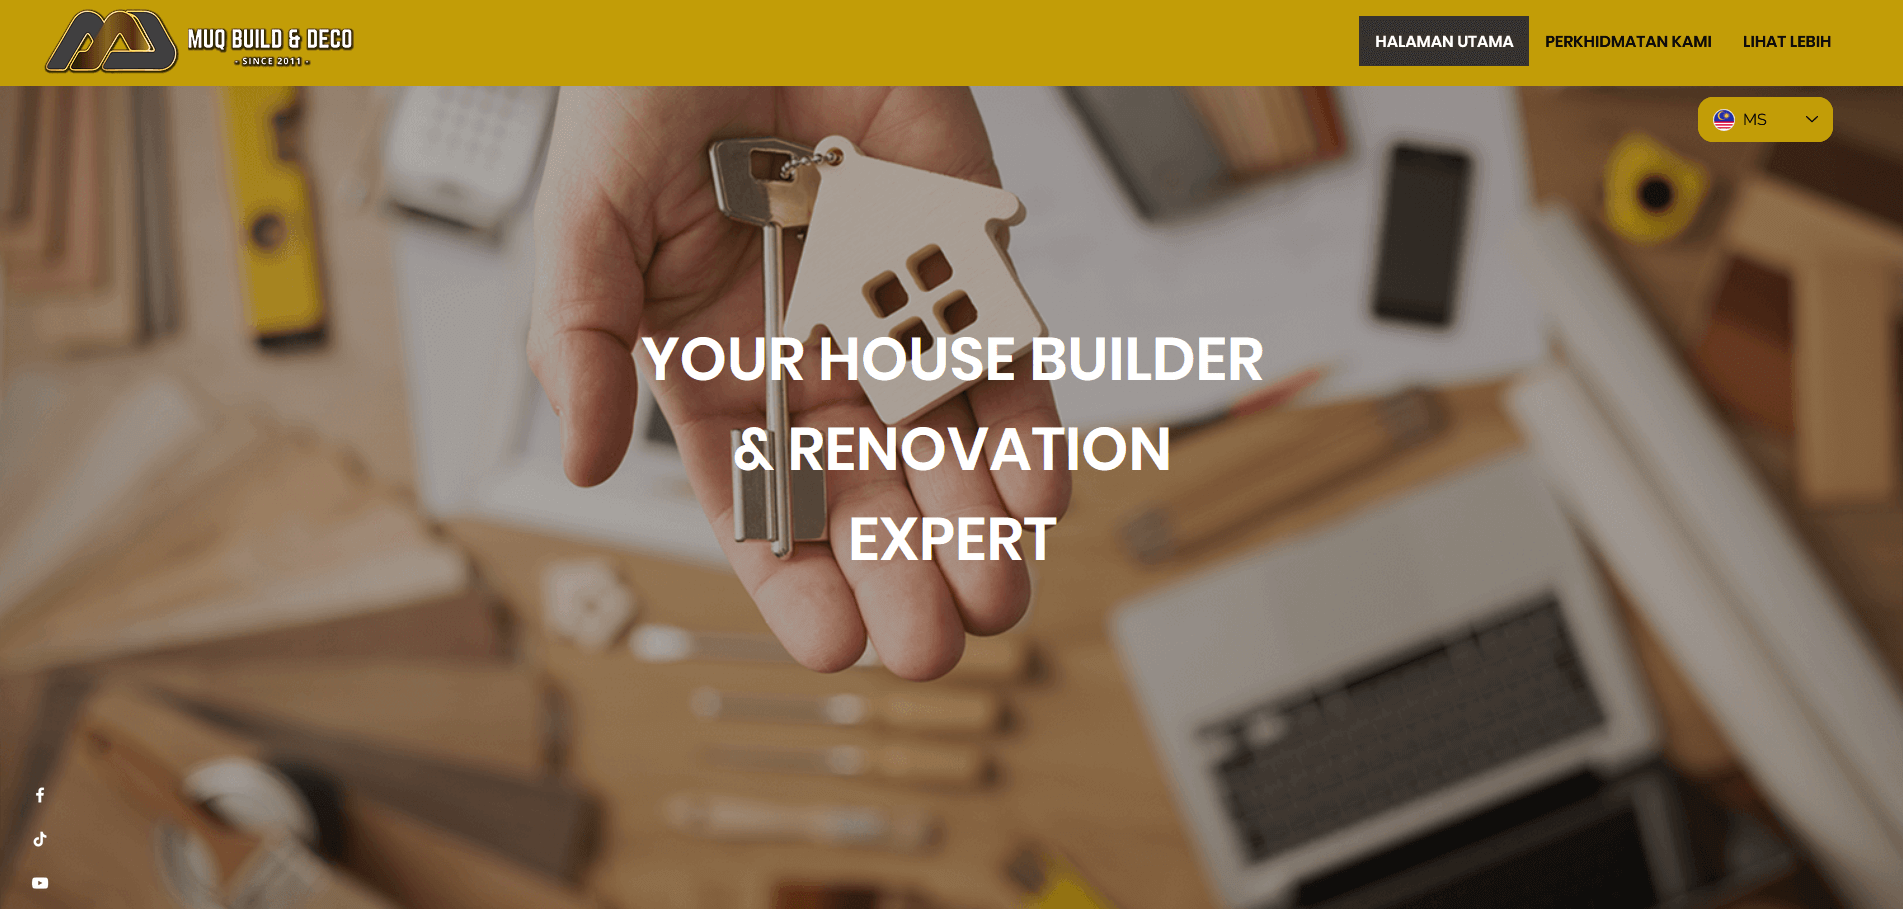 MUQ BUILD & DECO
- SINCE 2011 -
HALAMAN UTAMA
PERKHIDMATAN KAMI
LIHAT LEBIH
MS
YOUR HOUSE BUILDER
& RENOVATION
EXPERT